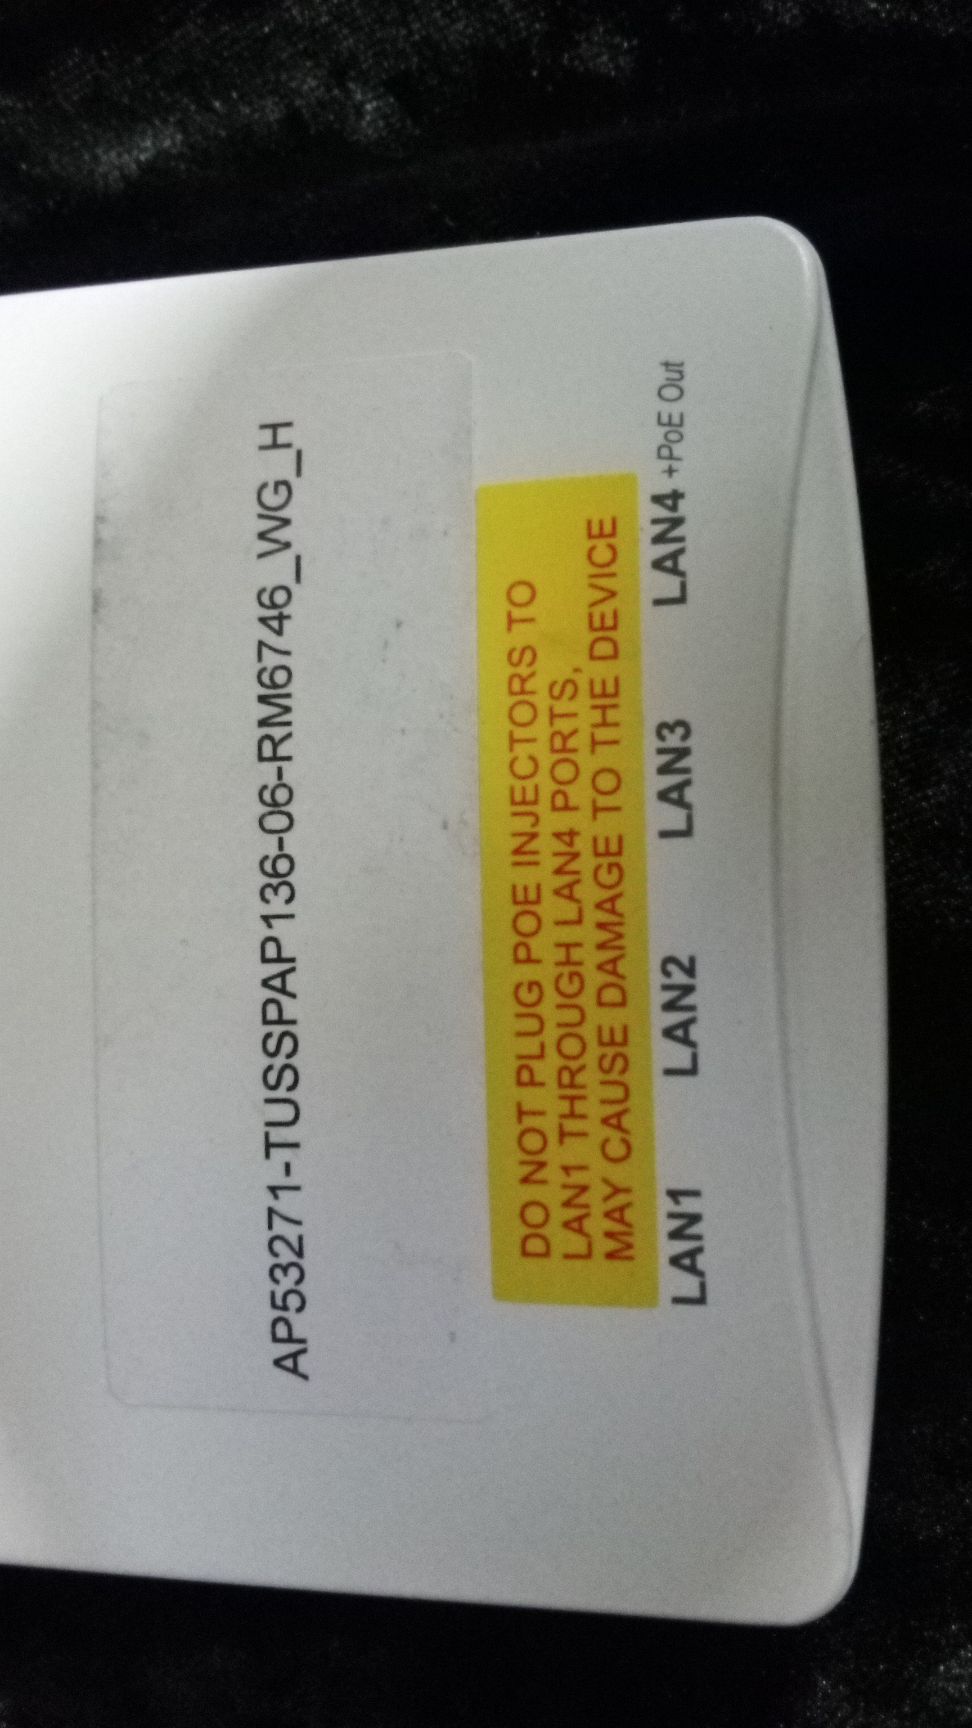 AP53271-TUSSPAP136-06-RM6746_WG_H
DO NOT PLUG POE INJECTORS TO
LAN1 THROUGH LAN4 PORTS,
MAY CAUSE DAMAGE TO THE DEVICE
LAN1 LAN2 LAN3 LAN4 +PoE Out